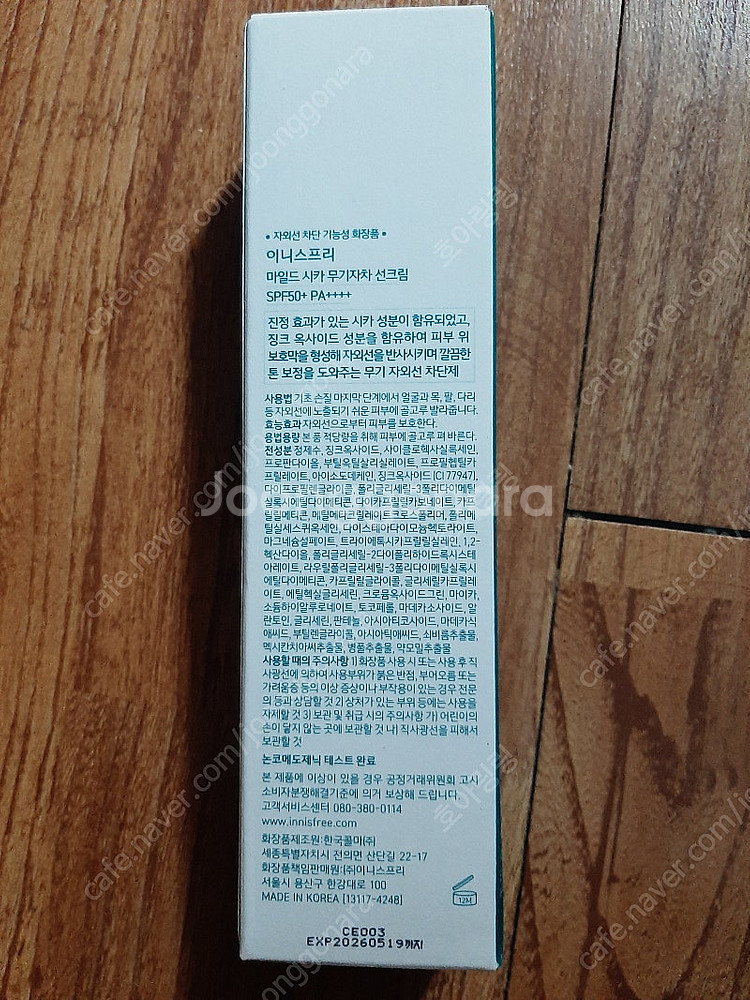 • 자외선 차단 기능성 화장품 •
이니스프리
마일드 시카 무기자차 선크림
SPF50+ PA++++
진정 효과가 있는 시카 성분이 함유되었고,
징크 옥사이드 성분을 함유하여 피부 위
보호막을 형성해 자외선을 반사시키며 깔끔한
톤 보정을 도와주는 무기 자외선 차단제
사용법 기초 손질 마지막 단계에서 얼굴과 목, 팔, 다리
등 자외선에 노출되기 쉬운 피부에 골고루 발라줍니다.
효능효과 자외선으로부터 피부를 보호한다.
용법용량 본 품 적당량을 취해 피부에 골고루 펴 바른다.
전성분 정제수, 징크옥사이드, 사이클로헥사실록세인,
프로판다이올, 부틸옥틸살리실레이트, 프로필헵틸카
프릴레이트, 아이소도데케인, 징크옥사이드 (CI 77947),
다이프로필렌글라이콜, 폴리글리세릴-3폴리다이메틸
실록시에틸다이메티콘, 다이카프릴릴카보네이트, 카프
릴릴메티콘, 메틸메타크릴레이트크로스폴리머, 폴리메
틸실세스퀴옥세인, 다이스테아다이모늄헥토라이트,
마그네슘설페이트, 트라이에톡시카프릴릴실레인, 1,2-
헥산다이올, 폴리글리세릴-2다이폴리하이드록시스테
아레이트, 라우릴폴리글리세릴-3폴리다이메틸실록시
에틸다이메티콘, 카프릴릴글라이콜, 글리세릴카프릴레
이트, 에틸헥실글리세린, 크로뮴옥사이드그린, 마이카,
소듐하이알루로네이트, 토코페롤, 마데카소사이드, 알
란토인, 글리세린, 판테놀, 아시아티코사이드, 마데카식
애씨드, 부틸렌글라이콜, 아시아틱애씨드, 쇠비름추출물,
멕시칸치아씨추출물, 병풀추출물, 약모밀추출물
사용할 때의 주의사항 1) 화장품 사용 시 또는 사용 후 직
사광선에 의하여 사용부위가 붉은 반점, 부어오름 또는
가려움증 등의 이상 증상이나 부작용이 있는 경우 전문
의 등과 상담할 것 2) 상처가 있는 부위 등에는 사용을
자제할 것 3) 보관 및 취급 시의 주의사항 가) 어린이의
손이 닿지 않는 곳에 보관할 것 나) 직사광선을 피해서
보관할 것
논코메도제닉 테스트 완료
본 제품에 이상이 있을 경우 공정거래위원회 고시
소비자분쟁해결기준에 의거 보상해 드립니다.
고객서비스센터 080-380-0114
www.innisfree.com
화장품제조원:한국콜마(주)
세종특별자치시 전의면 산단길 22-17
화장품책임판매원:(주)이니스프리
서울시 용산구 한강대로 100
MADE IN KOREA [13117-4248]
12M
CE003
EXP20260519까지
Joonggonara
cafe.naver.com/joonggonara
호아랑랑